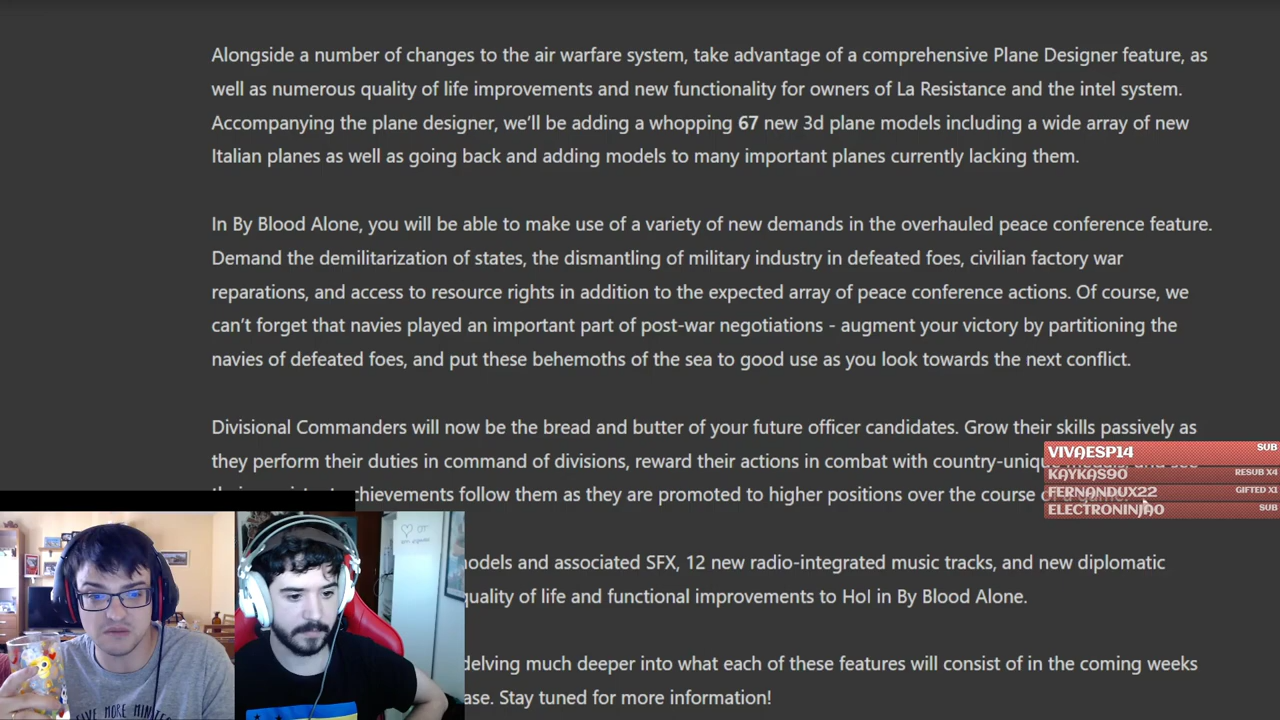 Alongside a number of changes to the air warfare system, take advantage of a comprehensive Plane Designer feature, as
well as numerous quality of life improvements and new functionality for owners of La Resistance and the intel system.
Accompanying the plane designer, we'll be adding a whopping 67 new 3d plane models including a wide array of new
Italian planes as well as going back and adding models to many important planes currently lacking them.
In By Blood Alone, you will be able to make use of a variety of new demands in the overhauled peace conference feature.
Demand the demilitarization of states, the dismantling of military industry in defeated foes, civilian factory war
reparations, and access to resource rights in addition to the expected array of peace conference actions. Of course, we
can't forget that navies played an important part of post-war negotiations - augment your victory by partitioning the
navies of defeated foes, and put these behemoths of the sea to good use as you look towards the next conflict.
Divisional Commanders will now be the bread and butter of your future officer candidates. Grow their skills passively as
they perform their duties in command of divisions, reward their actions in combat with country-unique
achievements follow them as they are promoted to higher positions over the course
VIVAESP14 SUB
KAYKAS90 RESUB X4
FERNANDUX22 GIFTED X1
ELECTRONINJA0 SUB
models and associated SFX, 12 new radio-integrated music tracks, and new diplomatic
quality of life and functional improvements to HoI in By Blood Alone.
delving much deeper into what each of these features will consist of in the coming weeks
Stay tuned for more information!
FIVE MORE